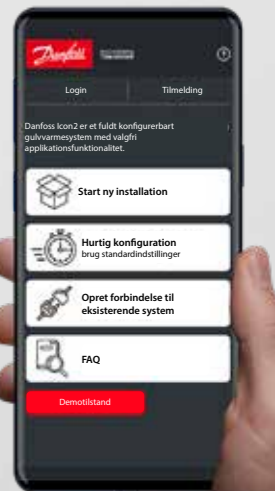 Danfoss
Login
Tilmelding
Danfoss Icon2 er et fuldt konfigurerbart
gulvvarmesystem med valgfri
applikationsfunktionalitet.
Start ny installation
Hurtig konfiguration
brug standardindstillinger
Opret forbindelse til
eksisterende system
FAQ
Demotilstand